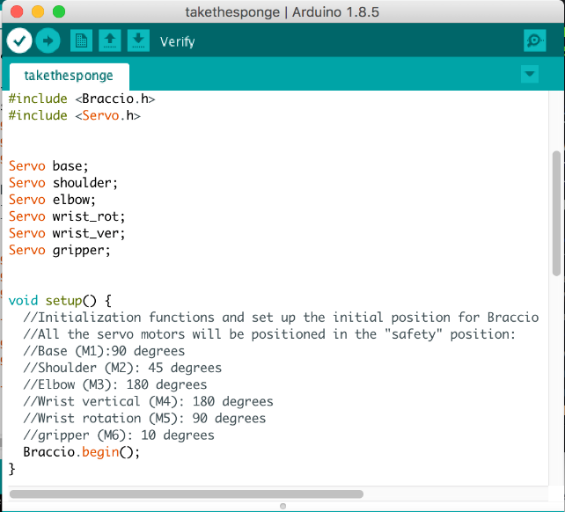 takethesponge | Arduino 1.8.5
Verify
takethesponge
#include <Braccio.h>
#include <Servo.h>
Servo base;
Servo shoulder;
Servo elbow;
Servo wrist_rot;
Servo wrist_ver;
Servo gripper;
void setup() {
//Initialization functions and set up the initial position for Braccio
//All the servo motors will be positioned in the "safety" position:
//Base (M1):90 degrees
//Shoulder (M2): 45 degrees
//Elbow (M3): 180 degrees
//Wrist vertical (M4): 180 degrees
//Wrist rotation (M5): 90 degrees
//gripper (M6): 10 degrees
Braccio.begin();
}